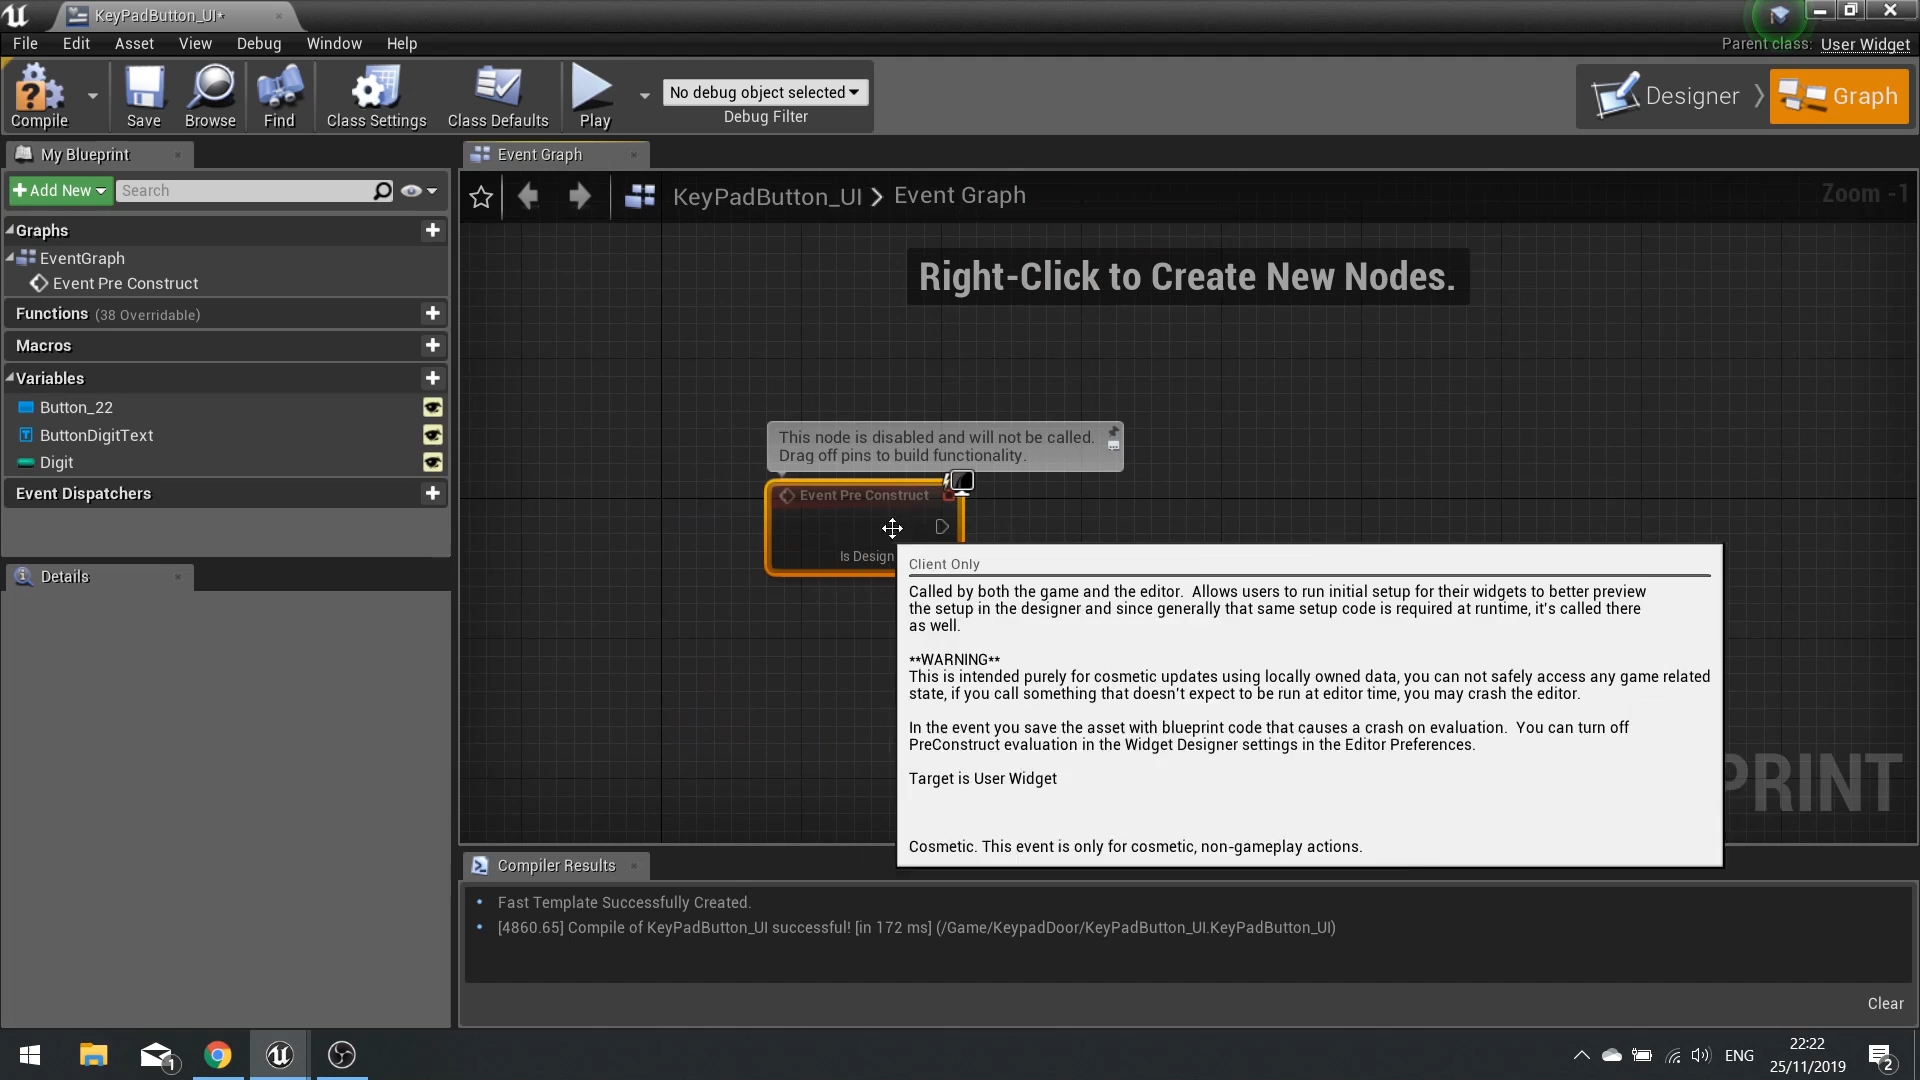 KeyPadButton_UI*
File Edit Asset View Debug Window Help
Parent class: User Widget
Compile
Save
Browse
Find
Class Settings
Class Defaults
Play
No debug object selected
Debug Filter
Designer
Graph
My Blueprint
Add New
Search
Graphs
EventGraph
Event Pre Construct
Functions (38 Overridable)
Macros
Variables
Button_22
ButtonDigitText
Digit
Event Dispatchers
Details
Event Graph
KeyPadButton_UI > Event Graph
Zoom -1
Right-Click to Create New Nodes.
This node is disabled and will not be called.
Drag off pins to build functionality.
Event Pre Construct
Is Design
Client Only
Called by both the game and the editor. Allows users to run initial setup for their widgets to better preview
the setup in the designer and since generally that same setup code is required at runtime, it's called there
as well.
**WARNING**
This is intended purely for cosmetic updates using locally owned data, you can not safely access any game related
state, if you call something that doesn't expect to be run at editor time, you may crash the editor.
In the event you save the asset with blueprint code that causes a crash on evaluation. You can turn off
PreConstruct evaluation in the Widget Designer settings in the Editor Preferences.
Target is User Widget
Cosmetic. This event is only for cosmetic, non-gameplay actions.
PRINT
Compiler Results
Fast Template Successfully Created.
[4860.65] Compile of KeyPadButton_UI successful! [in 172 ms] (/Game/KeypadDoor/KeyPadButton_UI.KeyPadButton_UI)
Clear
1
ENG
22:22
25/11/2019
2